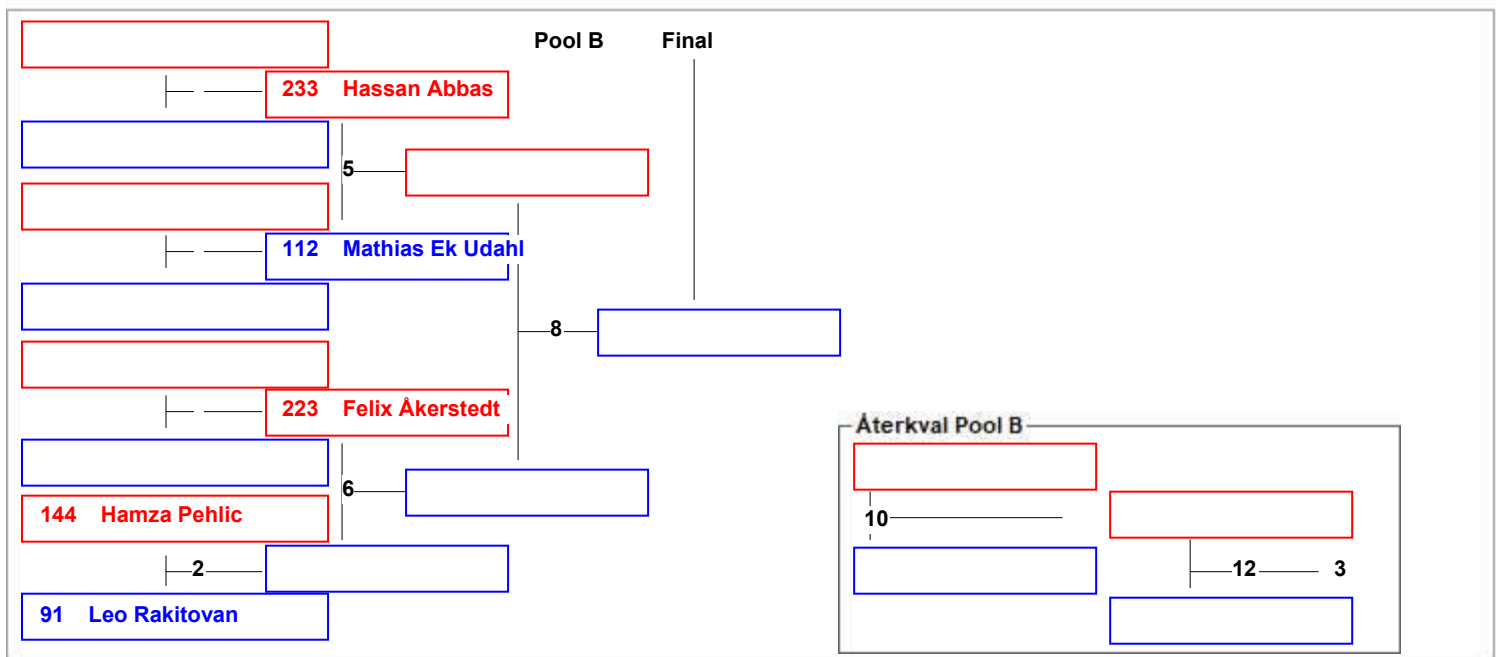 Pool B Final
233 Hassan Abbas
5
112 Mathias Ek Udahl
8
223 Felix Åkerstedt
Återkval Pool B
6
144 Hamza Pehlic
10
2
12 3
91 Leo Rakitovan